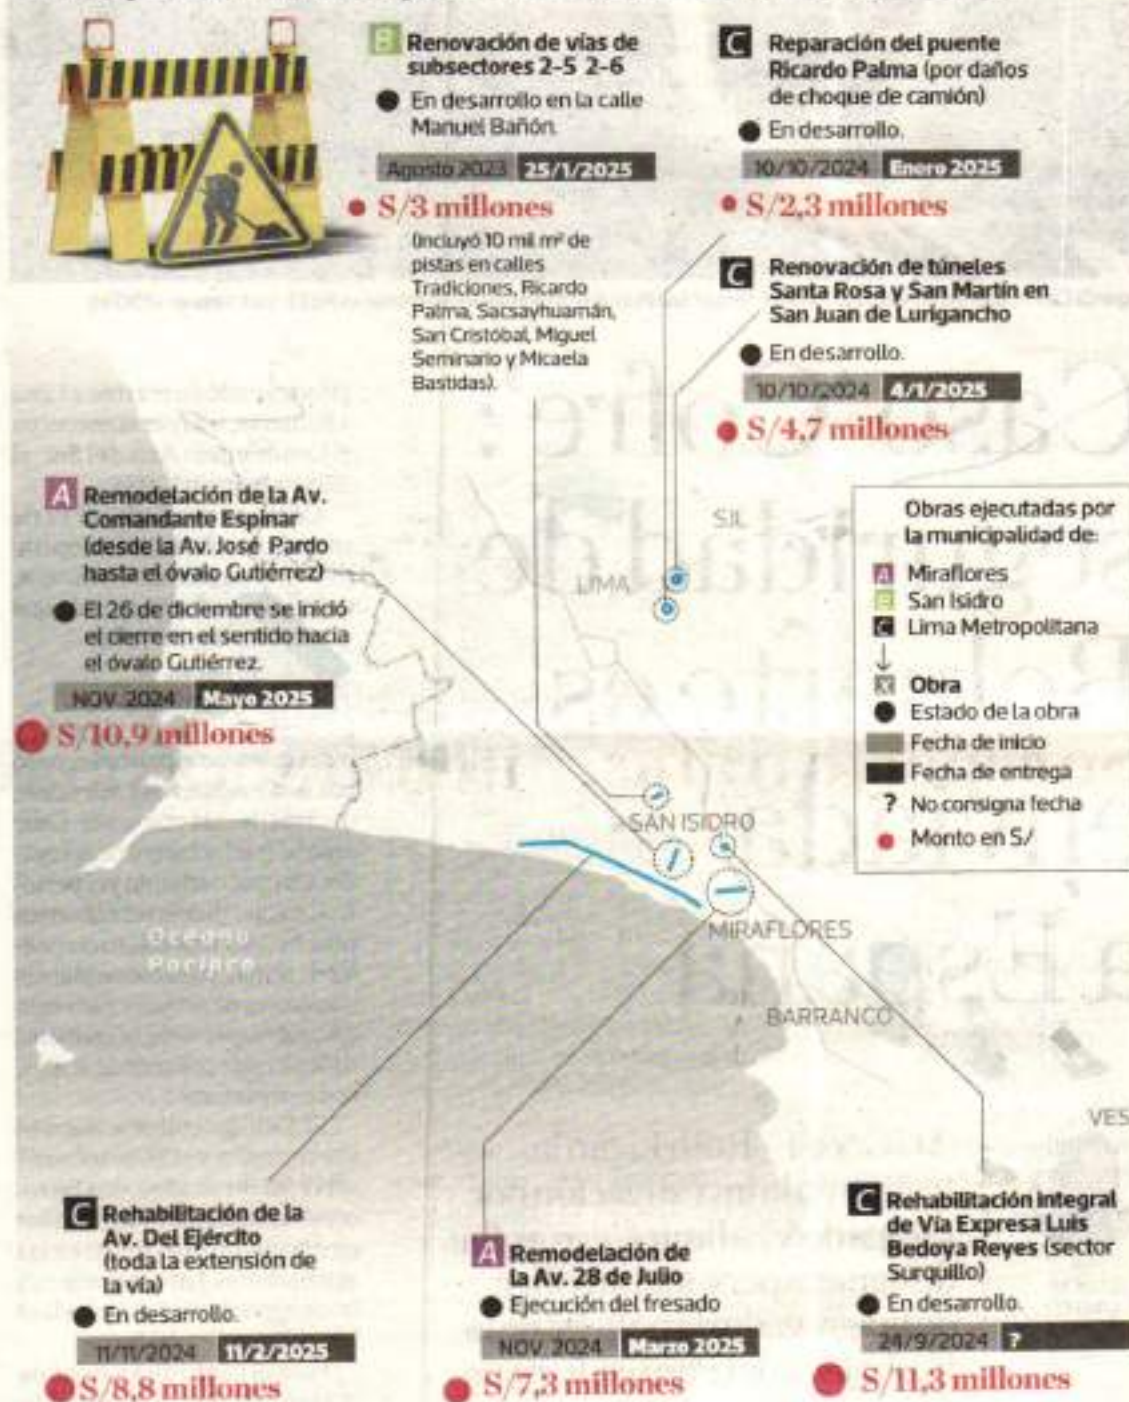 B Renovación de vías de
subsectores 2-5 2-6
En desarrollo en la calle
Manuel Bañón.
Agosto 2023 25/1/2025
S/3 millones
(Incluyó 10 mil m² de
pistas en calles
Tradiciones, Ricardo
Palma, Sacsayhuamán,
San Cristóbal, Miguel
Seminario y Micaela
Bastidas).
C Reparación del puente
Ricardo Palma (por daños
de choque de camión)
En desarrollo.
10/10/2024 Enero 2025
S/2,3 millones
C Renovación de túneles
Santa Rosa y San Martín en
San Juan de Lurigancho
En desarrollo.
10/10/2024 4/1/2025
S/4,7 millones
A Remodelación de la Av.
Comandante Espinar
(desde la Av. José Pardo
hasta el óvalo Gutiérrez)
El 26 de diciembre se inició
el cierre en el sentido hacia
el óvalo Gutiérrez.
NOV. 2024 Mayo 2025
S/10,9 millones
Obras ejecutadas por
la municipalidad de:
A Miraflores
B San Isidro
C Lima Metropolitana
Obra
Estado de la obra
Fecha de inicio
Fecha de entrega
? No consigna fecha
Monto en S/
SJL
LIMA
SAN ISIDRO
MIRAFLORES
BARRANCO
VES
Océano
Pacífico
C Rehabilitación de la
Av. Del Ejército
(toda la extensión de
la vía)
En desarrollo.
11/11/2024 11/2/2025
S/8,8 millones
A Remodelación de
la Av. 28 de Julio
Ejecución del fresado
NOV. 2024 Marzo 2025
S/7,3 millones
C Rehabilitación integral
de Vía Expresa Luis
Bedoya Reyes (sector
Surquillo)
En desarrollo.
24/9/2024 ?
S/11,3 millones